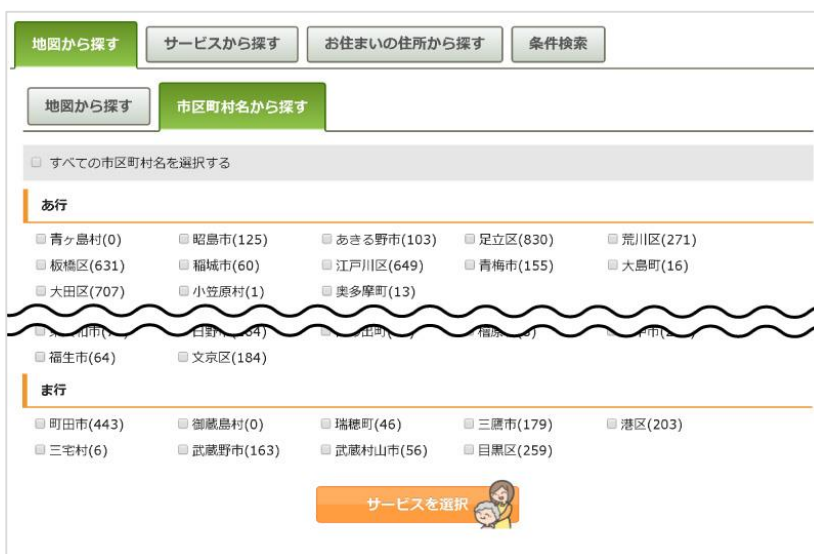 地図から探す サービスから探す お住まいの住所から探す 条件検索
地図から探す 市区町村名から探す
すべての市区町村名を選択する
あ行
青ヶ島村(0) 昭島市(125) あきる野市(103) 足立区(830) 荒川区(271)
板橋区(631) 稲城市(60) 江戸川区(649) 青梅市(155) 大島町(16)
大田区(707) 小笠原村(1) 奥多摩町(13)
福生市(64) 文京区(184)
ま行
町田市(443) 御蔵島村(0) 瑞穂町(46) 三鷹市(179) 港区(203)
三宅村(6) 武蔵野市(163) 武蔵村山市(56) 目黒区(259)
サービスを選択